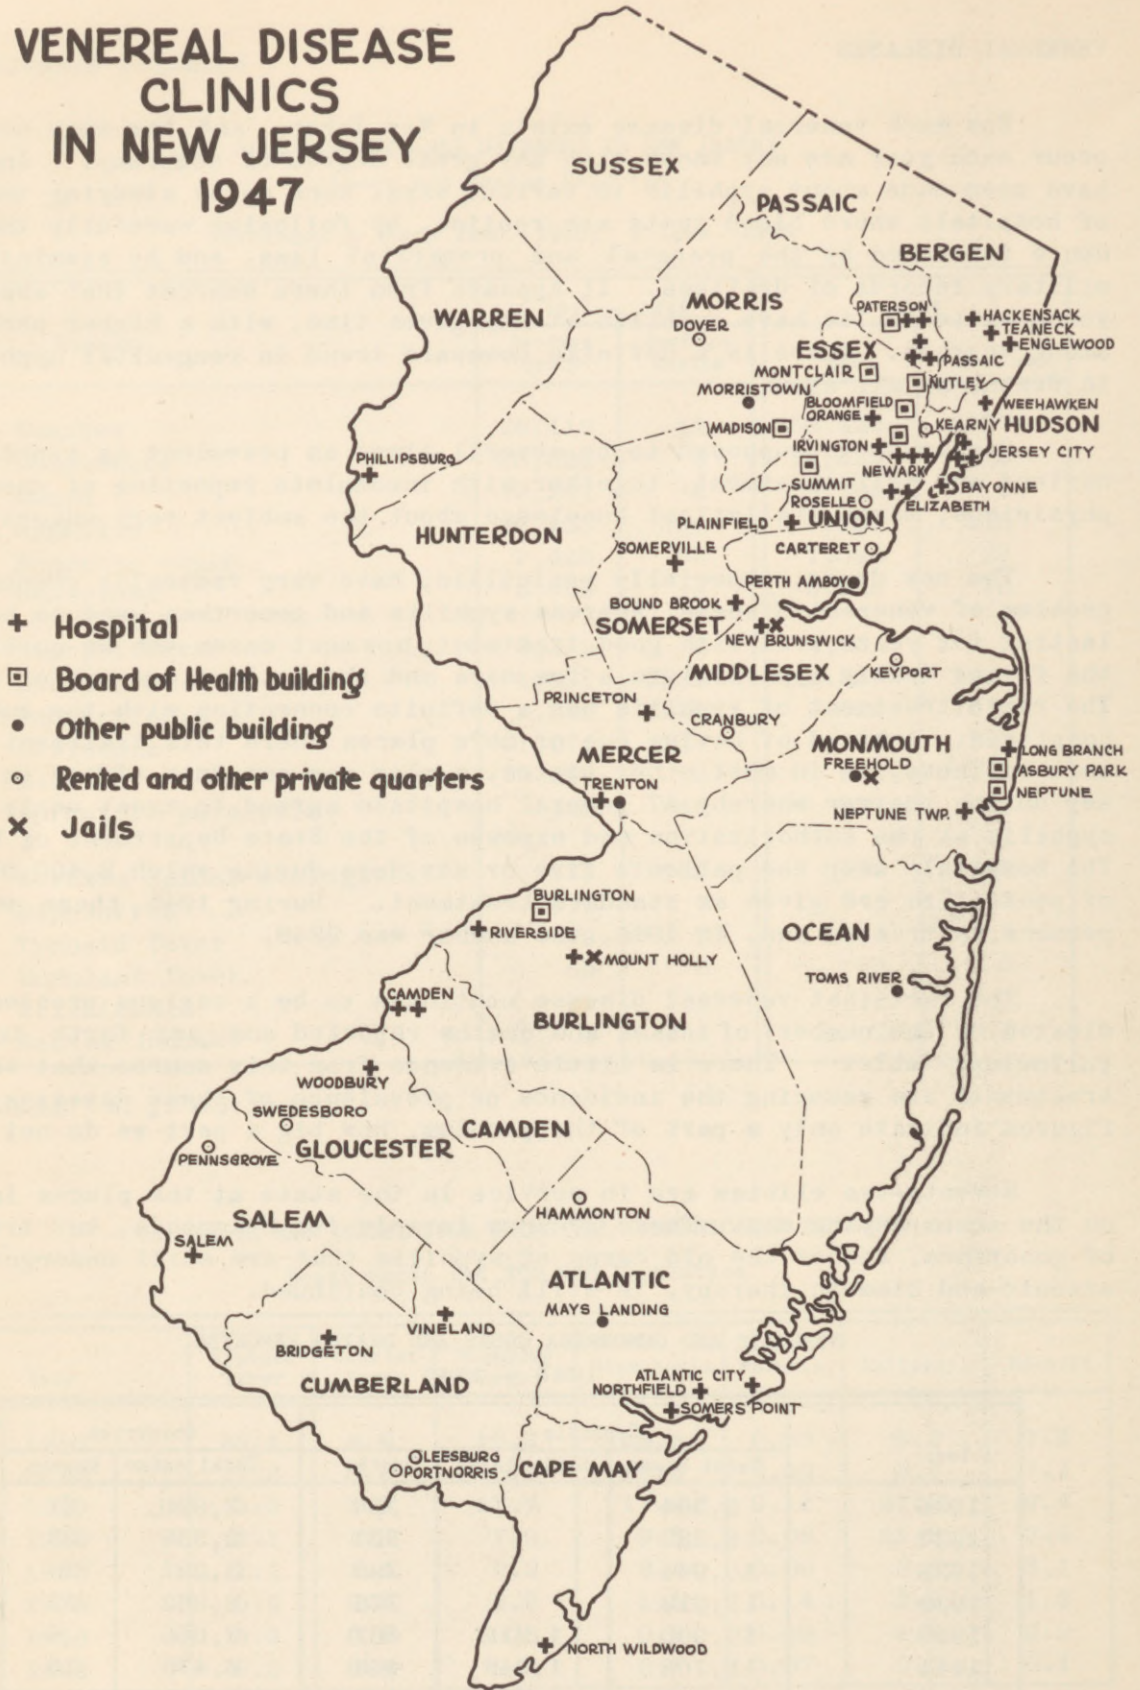 VENEREAL DISEASE
CLINICS
IN NEW JERSEY
1947
SUSSEX
PASSAIC
BERGEN
WARREN
MORRIS
DOVER
PATERSON
HACKENSACK
TEANECK
ENGLEWOOD
ESSEX
PASSAIC
MONTCLAIR
NUTLEY
MORRISTOWN
BLOOMFIELD
WEEHAWKEN
ORANGE
MADISON
KEARNY
HUDSON
IRVINGTON
JERSEY CITY
PHILLIPSBURG
NEWARK
SUMMIT
BAYONNE
ROSELLE
ELIZABETH
PLAINFIELD
UNION
HUNTERDON
SOMERVILLE
CARTERET
PERTH AMBOY
BOUND BROOK
SOMERSET
NEW BRUNSWICK
MIDDLESEX
KEYPORT
Hospital
Board of Health building
Other public building
Rented and other private quarters
Jails
PRINCETON
CRANBURY
MERCER
MONMOUTH
FREEHOLD
LONG BRANCH
ASBURY PARK
TRENTON
NEPTUNE
NEPTUNE TWP.
BURLINGTON
RIVERSIDE
OCEAN
MOUNT HOLLY
TOMS RIVER
CAMDEN
BURLINGTON
WOODBURY
SWEDESBORO
CAMDEN
PENNSGROVE
GLOUCESTER
SALEM
HAMMONTON
SALEM
ATLANTIC
MAYS LANDING
VINELAND
BRIDGETON
CUMBERLAND
ATLANTIC CITY
NORTHFIELD
SOMERS POINT
LEESBURG
PORTNORRIS
CAPE MAY
NORTH WILDWOOD